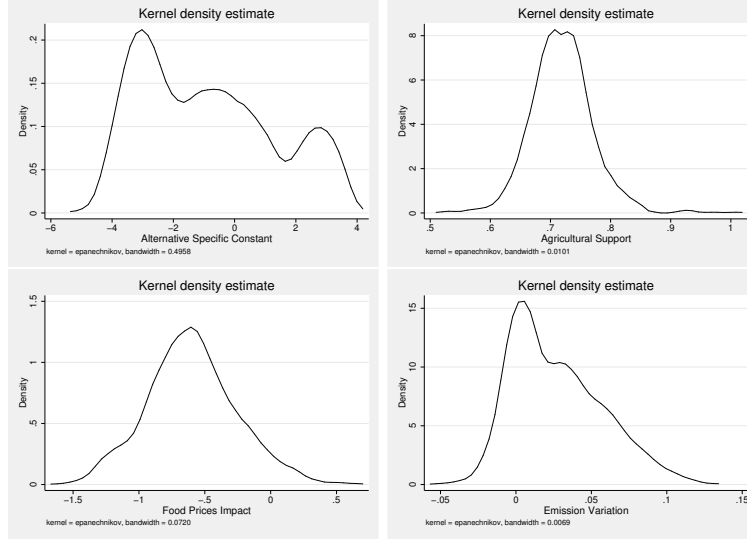 Kernel density estimate
Density
0
.05
.1
.15
.2
−6
−4
−2
0
2
4
Alternative Specific Constant
kernel = epanechnikov, bandwidth = 0.4958
Kernel density estimate
Density
0
2
4
6
8
.5
.6
.7
.8
.9
1
Agricultural Support
kernel = epanechnikov, bandwidth = 0.0101
Kernel density estimate
Density
0
.5
1
1.5
−1.5
−1
−.5
0
.5
Food Prices Impact
kernel = epanechnikov, bandwidth = 0.0720
Kernel density estimate
Density
0
5
10
15
−.05
0
.05
.1
.15
Emission Variation
kernel = epanechnikov, bandwidth = 0.0069